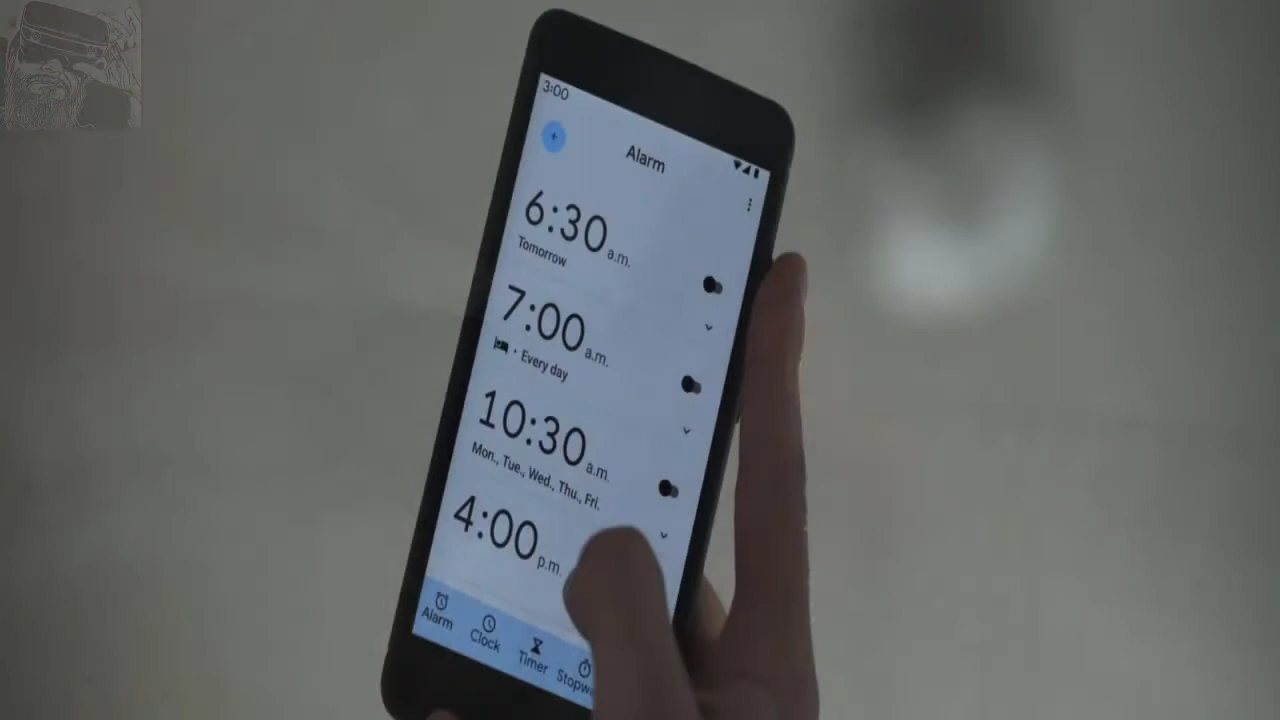 3:00
Alarm
6:30 a.m.
Tomorrow
7:00 a.m.
· Every day
10:30 a.m.
Mon., Tue., Wed., Thu., Fri.
4:00 p.m.
Alarm
Clock
Timer
Stopw